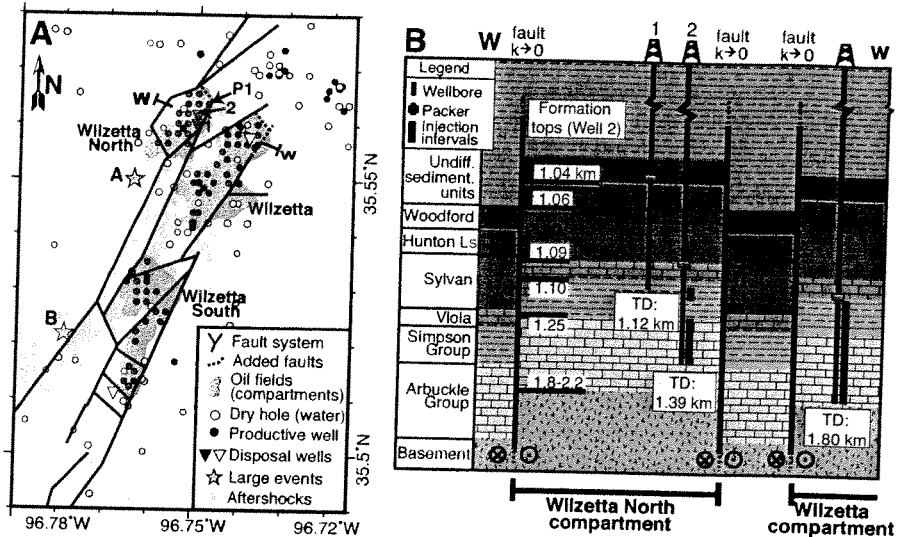 A
N
W
P1
2
Wilzetta
North
w
A
Wilzetta
35.55°N
Wilzetta
South
B
Fault system
Added faults
Oil fields
(compartments)
Dry hole (water)
Productive well
Disposal wells
Large events
Aftershocks
35.5°N
96.78°W
96.75°W
96.72°W
B
W
fault
k→0
1
2
fault
k→0
fault
k→0
W
Legend
Wellbore
Packer
Injection
intervals
Formation
tops (Well 2)
Undiff.
sediment.
units
Woodford
Hunton Ls
Sylvan
Viola
Simpson
Group
Arbuckle
Group
Basement
1.04 km
1.06
1.09
1.10
1.25
1.8-2.2
TD:
1.12 km
TD:
1.39 km
TD:
1.80 km
Wilzetta North
compartment
Wilzetta
compartment